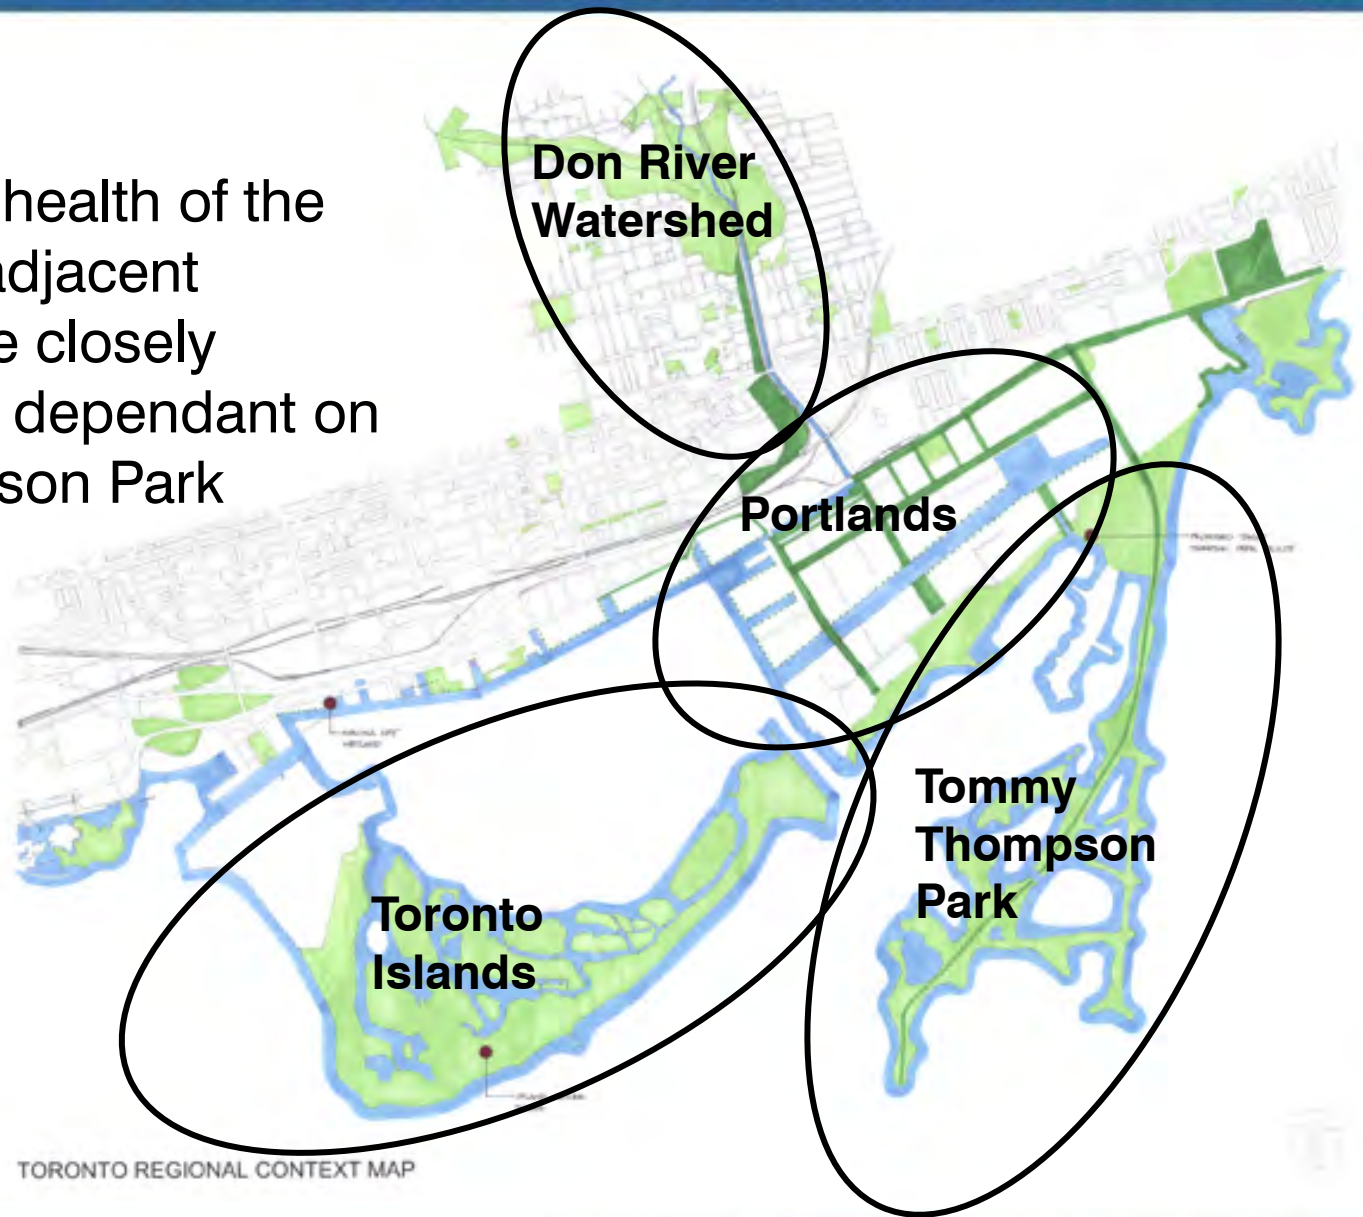 health of the
adjacent
e closely
dependant on
son Park
Don River
Watershed
Portlands
Tommy
Thompson
Park
Toronto
Islands
TORONTO REGIONAL CONTEXT MAP